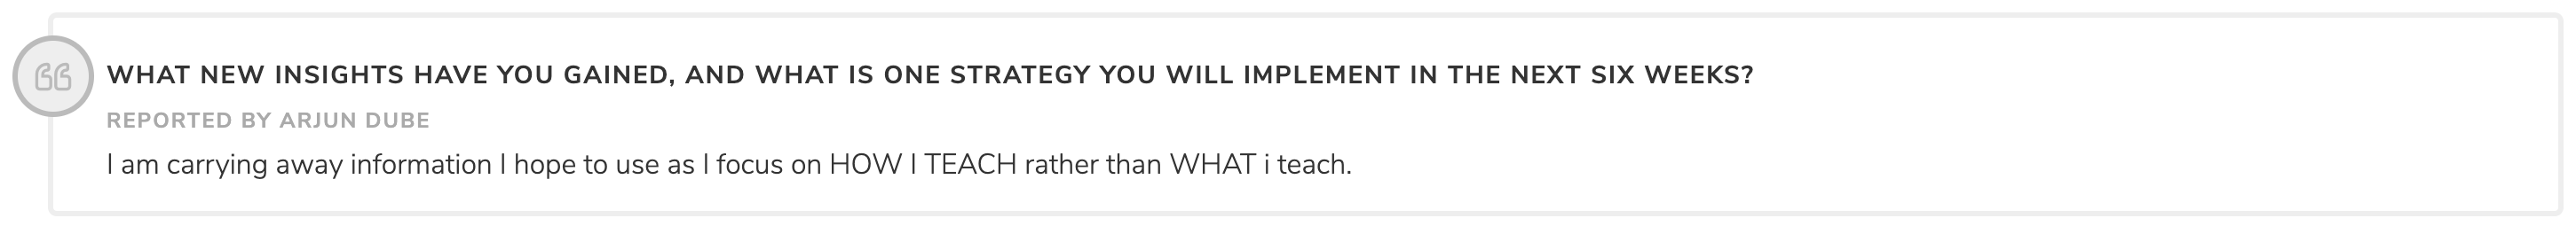 WHAT NEW INSIGHTS HAVE YOU GAINED, AND WHAT IS ONE STRATEGY YOU WILL IMPLEMENT IN THE NEXT SIX WEEKS?
REPORTED BY ARJUN DUBE
I am carrying away information I hope to use as I focus on HOW I TEACH rather than WHAT i teach.